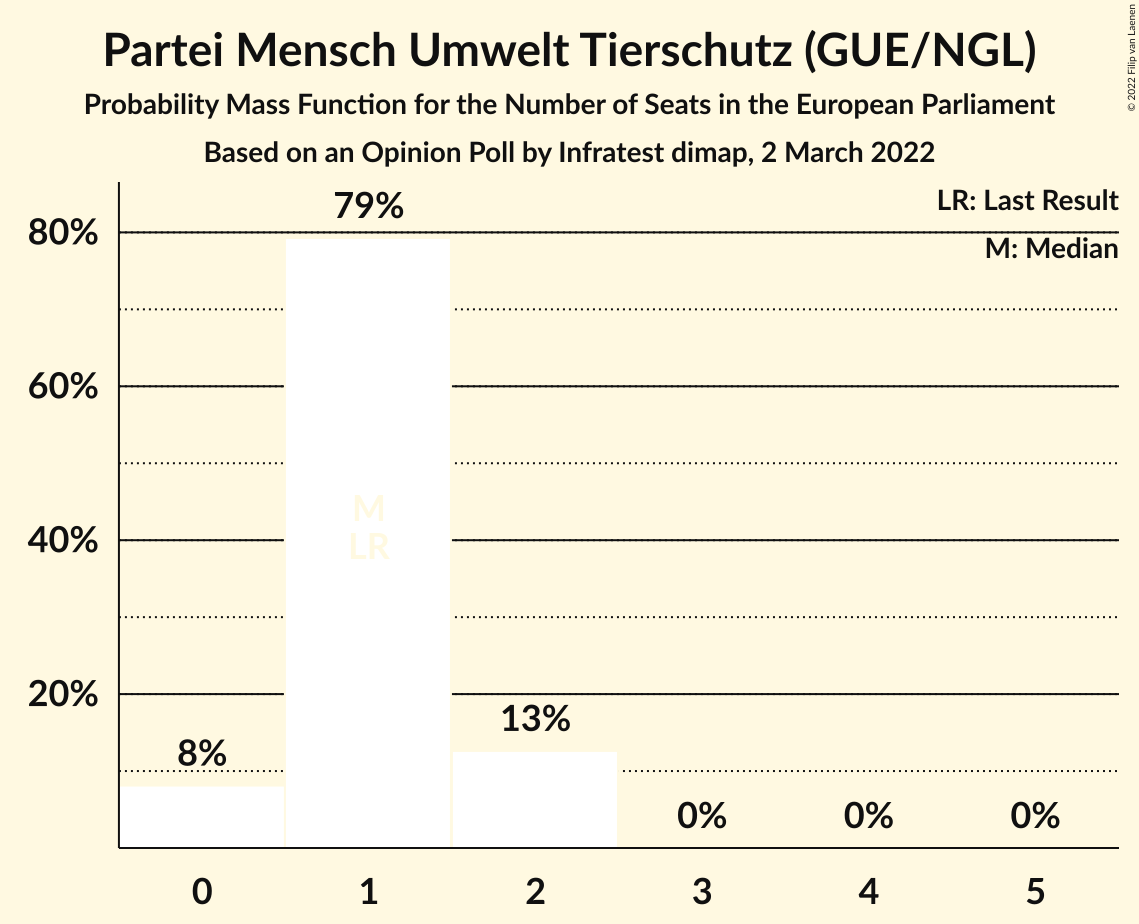 Partei Mensch Umwelt Tierschutz (GUE/NGL)
Probability Mass Function for the Number of Seats in the European Parliament
Based on an Opinion Poll by Infratest dimap, 2 March 2022
© 2022 Filip van Laenen
LR: Last Result
M: Median
80%
60%
40%
20%
8%
79%
M
LR
13%
0%
0%
0%
0
1
2
3
4
5